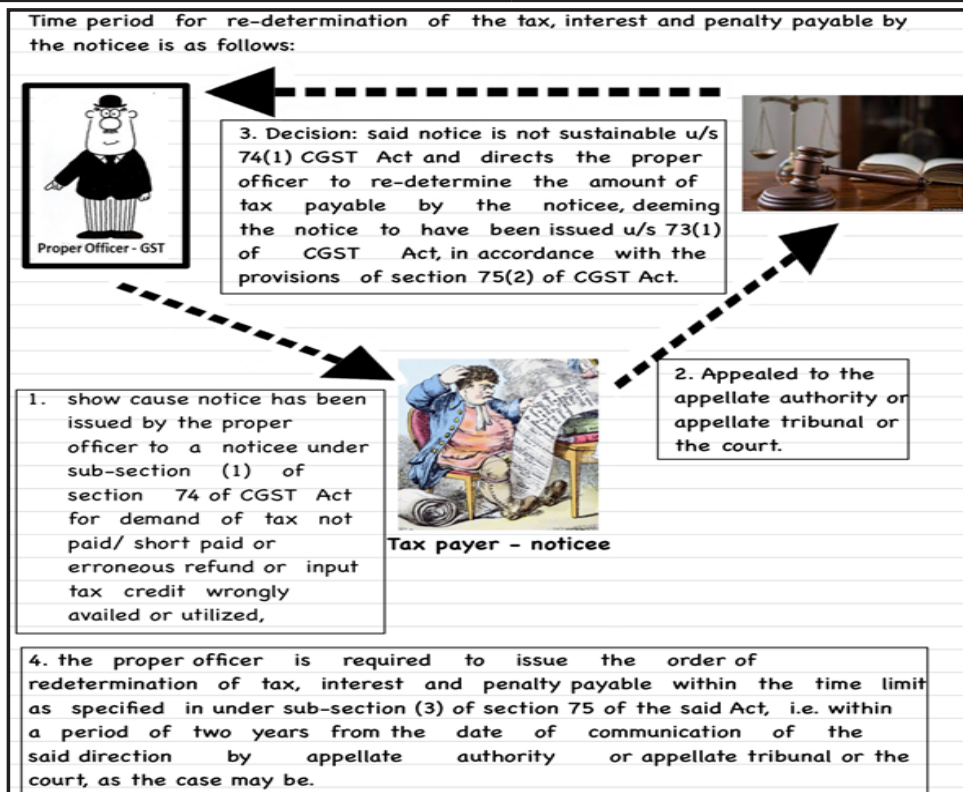 Time period for re-determination of the tax, interest and penalty payable by
the noticee is as follows:
Proper Officer - GST
3. Decision: said notice is not sustainable u/s
74(1) CGST Act and directs the proper
officer to re-determine the amount of
tax payable by the noticee, deeming
the notice to have been issued u/s 73(1)
of CGST Act, in accordance with the
provisions of section 75(2) of CGST Act.
1. show cause notice has been
issued by the proper
officer to a noticee under
sub-section (1) of
section 74 of CGST Act
for demand of tax not
paid/ short paid or
erroneous refund or input
tax credit wrongly
availed or utilized,
2. Appealed to the
appellate authority or
appellate tribunal or
the court.
Tax payer - noticee
4. the proper officer is required to issue the order of
redetermination of tax, interest and penalty payable within the time limit
as specified in under sub-section (3) of section 75 of the said Act, i.e. within
a period of two years from the date of communication of the
said direction by appellate authority or appellate tribunal or the
court, as the case may be.